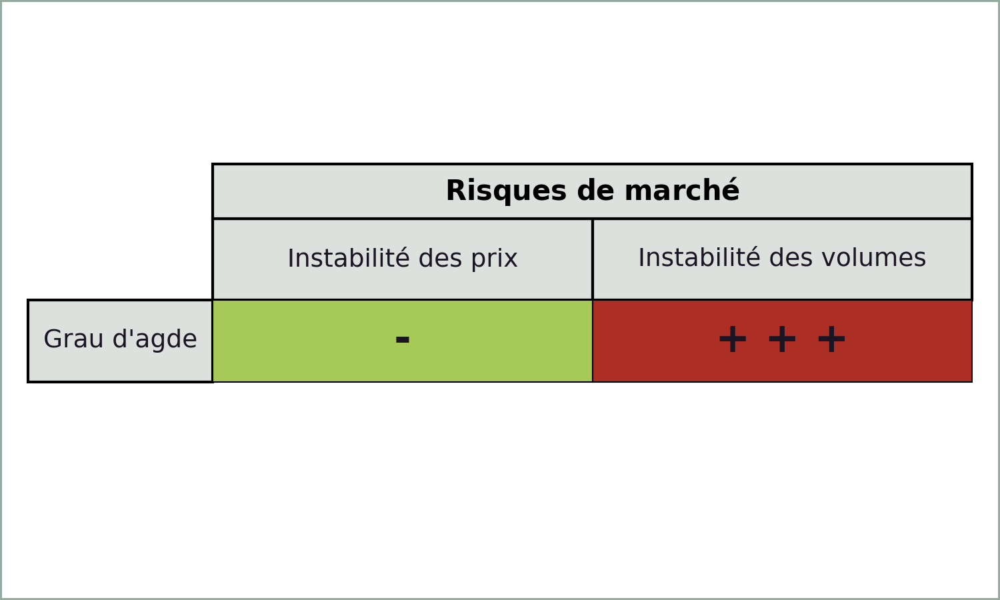 Risques de marché
Instabilité des prix
Instabilité des volumes
Grau d'agde
-
+ + +